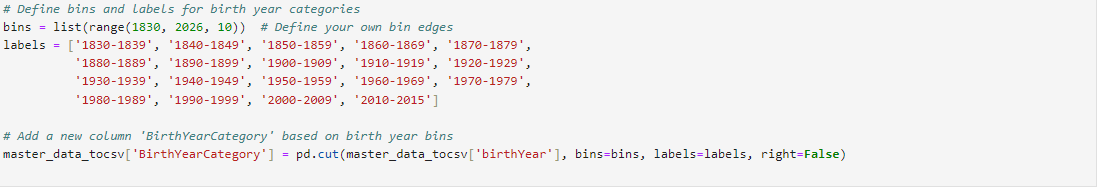 # Define bins and labels for birth year categories
bins = list(range(1830, 2026, 10))  # Define your own bin edges
labels = ['1830-1839', '1840-1849', '1850-1859', '1860-1869', '1870-1879',
          '1880-1889', '1890-1899', '1900-1909', '1910-1919', '1920-1929',
          '1930-1939', '1940-1949', '1950-1959', '1960-1969', '1970-1979',
          '1980-1989', '1990-1999', '2000-2009', '2010-2015']
# Add a new column 'BirthYearCategory' based on birth year bins
master_data_tocsv['BirthYearCategory'] = pd.cut(master_data_tocsv['birthYear'], bins=bins, labels=labels, right=False)